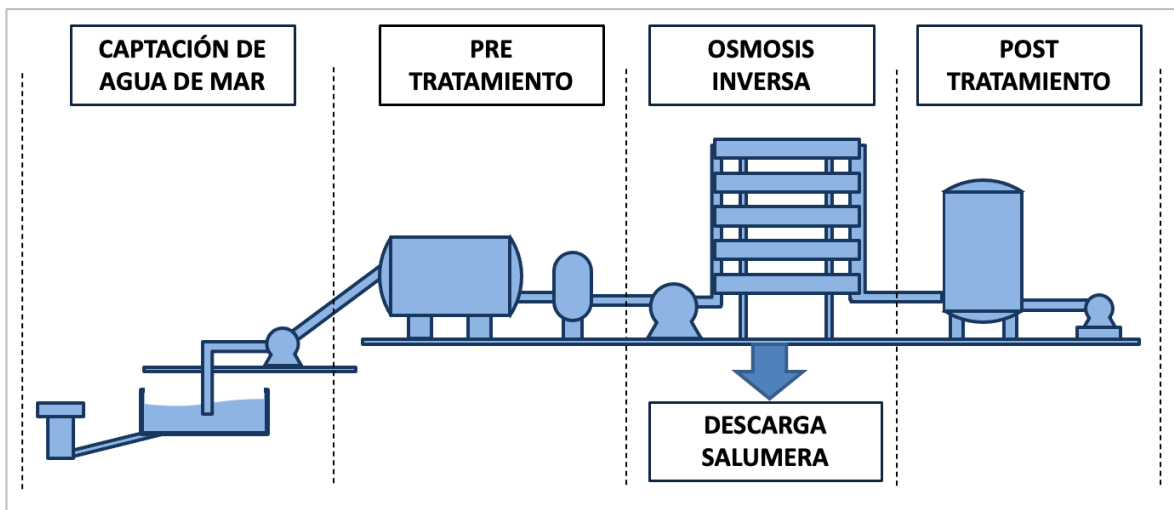 CAPTACIÓN DE
AGUA DE MAR
PRE
TRATAMIENTO
OSMOSIS
INVERSA
POST
TRATAMIENTO
DESCARGA
SALUMERA